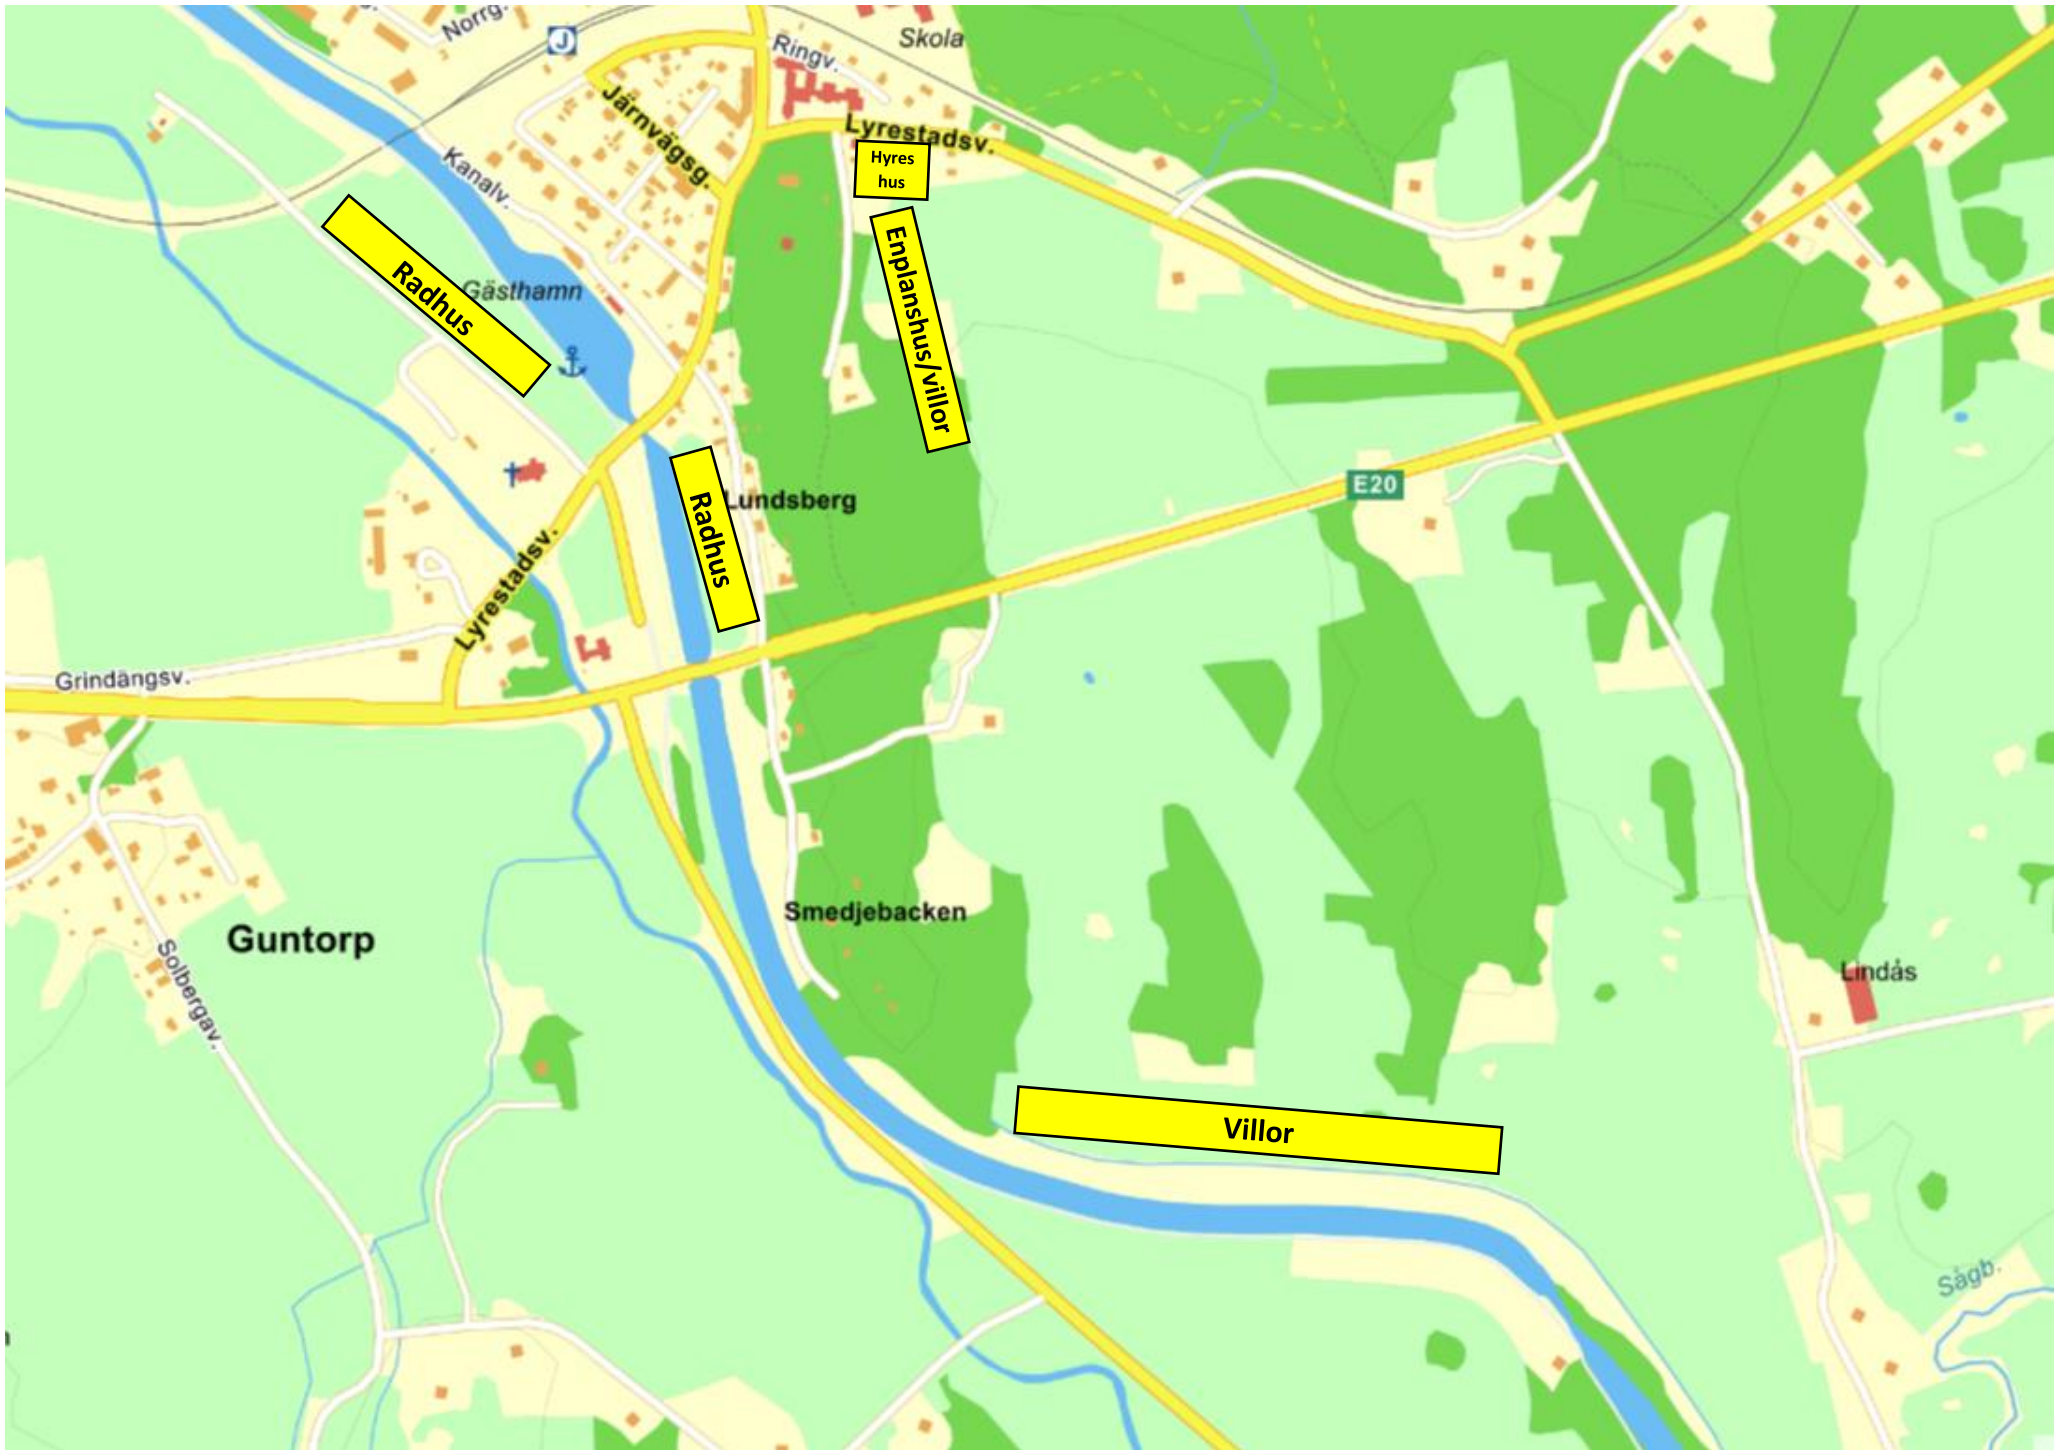 Norrg.
J
Skola
Ringv.
Järnvägsg.
Lyrestadsv.
Hyres
hus
Kanalv.
Radhus
Gästhamn
Enplanshus/villor
Radhus
Lundsberg
E20
Lyrestadsv.
Grindängsv.
Smedjebacken
Guntorp
Solbergav.
Lindås
Villor
Sågb.